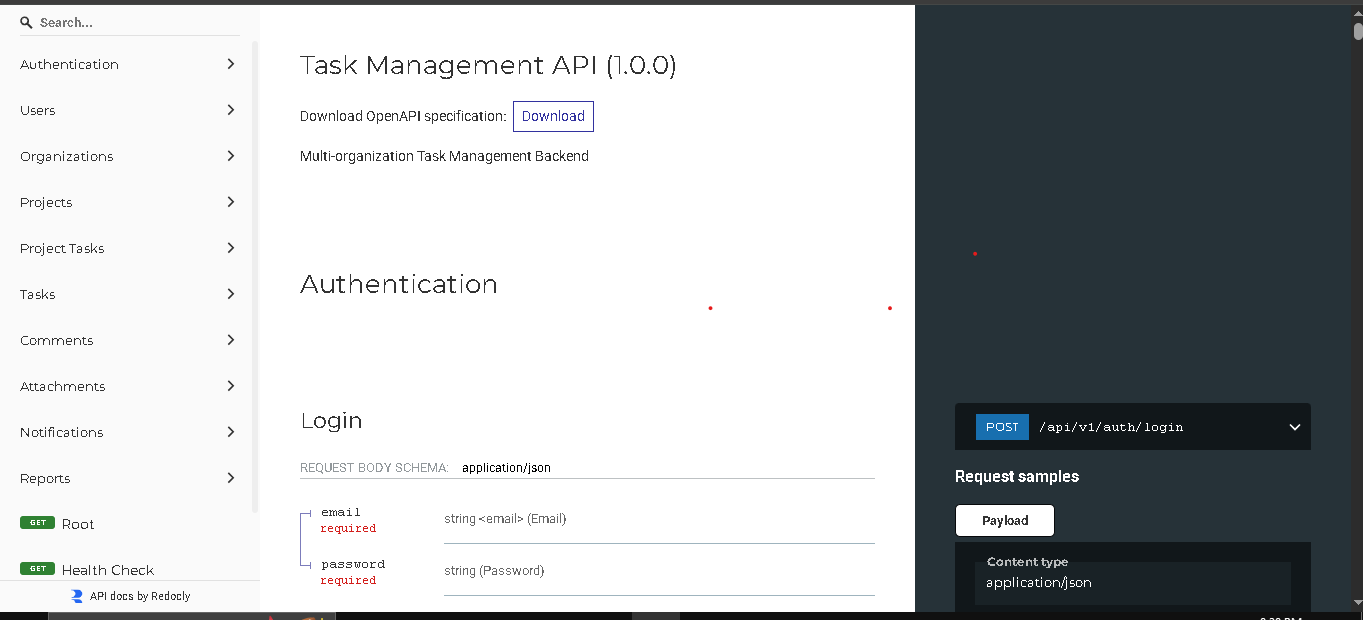 Search...
Authentication
Users
Organizations
Projects
Project Tasks
Tasks
Comments
Attachments
Notifications
Reports
GET Root
GET Health Check
API docs by Redocly
Task Management API (1.0.0)
Download OpenAPI specification: Download
Multi-organization Task Management Backend
Authentication
Login
REQUEST BODY SCHEMA: application/json
email
required
string <email> (Email)
password
required
string (Password)
POST /api/v1/auth/login
Request samples
Payload
Content type
application/json